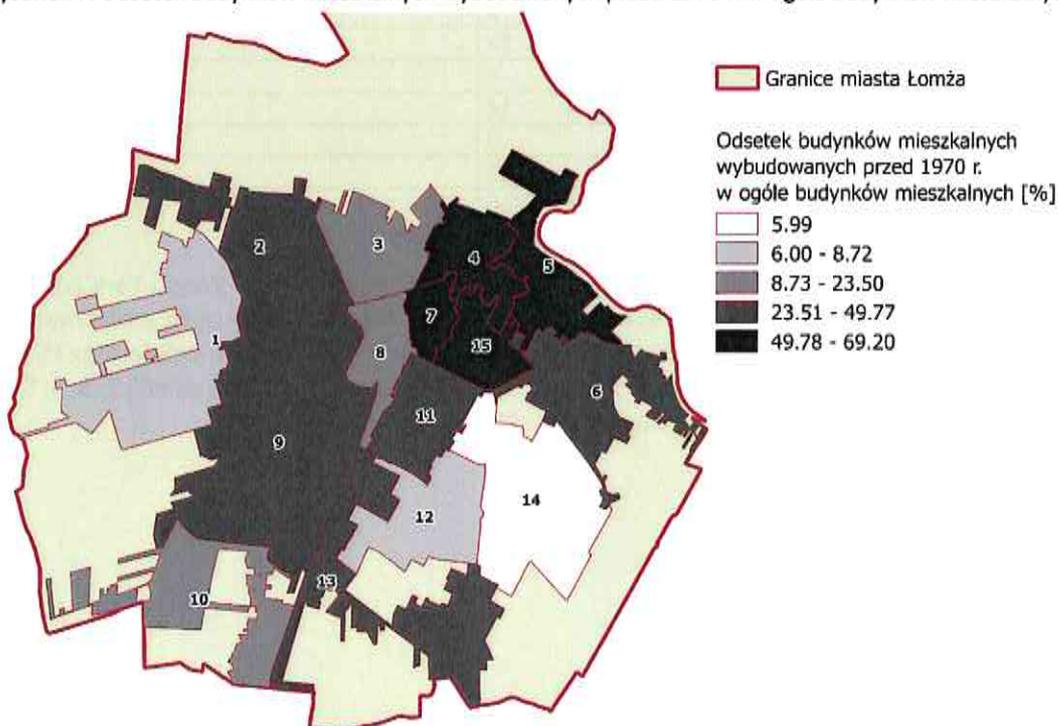 Granice miasta Łomża
Odsetek budynków mieszkalnych
wybudowanych przed 1970 r.
w ogóle budynków mieszkalnych [%]
5.99
6.00 - 8.72
8.73 - 23.50
23.51 - 49.77
49.78 - 69.20
2
3
4
5
1
7
8
15
6
11
9
14
12
13
10